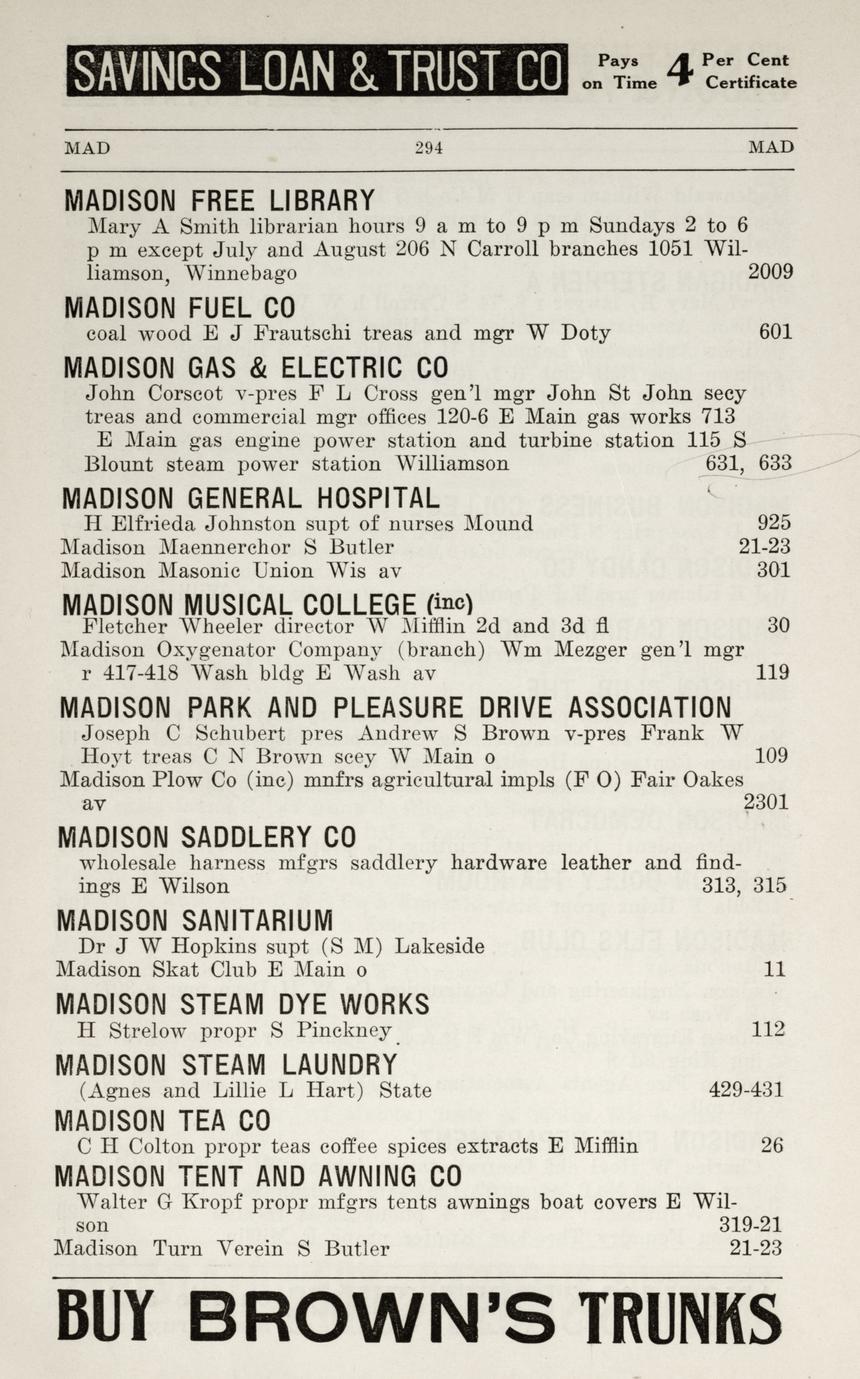 SAVINGS LOAN & TRUST CO Pays on Time 4 Per Cent Certificate
MAD 294 MAD
MADISON FREE LIBRARY
Mary A Smith librarian hours 9 a m to 9 p m Sundays 2 to 6
p m except July and August 206 N Carroll branches 1051 Wil-
liamson, Winnebago 2009
MADISON FUEL CO
coal wood E J Frautschi treas and mgr W Doty 601
MADISON GAS & ELECTRIC CO
John Corscot v-pres F L Cross gen'l mgr John St John secy
treas and commercial mgr offices 120-6 E Main gas works 713
E Main gas engine power station and turbine station 115 S
Blount steam power station Williamson 631, 633
MADISON GENERAL HOSPITAL
H Elfrieda Johnston supt of nurses Mound 925
Madison Maennerchor S Butler 21-23
Madison Masonic Union Wis av 301
MADISON MUSICAL COLLEGE (inc)
Fletcher Wheeler director W Mifflin 2d and 3d fl 30
Madison Oxygenator Company (branch) Wm Mezger gen'l mgr
r 417-418 Wash bldg E Wash av 119
MADISON PARK AND PLEASURE DRIVE ASSOCIATION
Joseph C Schubert pres Andrew S Brown v-pres Frank W
Hoyt treas C N Brown scey W Main o 109
Madison Plow Co (inc) mnfrs agricultural impls (F O) Fair Oakes
av 2301
MADISON SADDLERY CO
wholesale harness mfgrs saddlery hardware leather and find-
ings E Wilson 313, 315
MADISON SANITARIUM
Dr J W Hopkins supt (S M) Lakeside
Madison Skat Club E Main o 11
MADISON STEAM DYE WORKS
H Strelow propr S Pinckney 112
MADISON STEAM LAUNDRY
(Agnes and Lillie L Hart) State 429-431
MADISON TEA CO
C H Colton propr teas coffee spices extracts E Mifflin 26
MADISON TENT AND AWNING CO
Walter G Kropf propr mfgrs tents awnings boat covers E Wil-
son 319-21
Madison Turn Verein S Butler 21-23
BUY BROWN'S TRUNKS